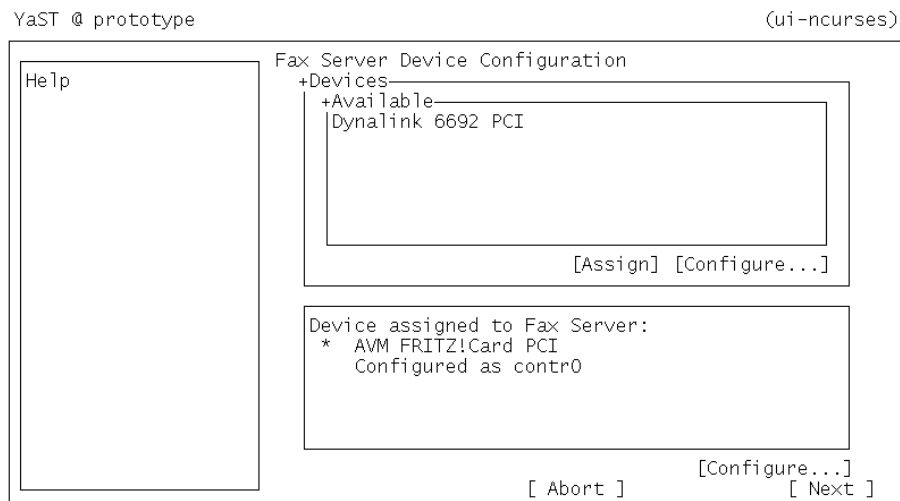 YaST @ prototype (ui-ncurses)
Fax Server Device Configuration
Help
+Devices
+Available
Dynalink 6692 PCI
[Assign] [Configure...]
Device assigned to Fax Server:
* AVM FRITZ!Card PCI
Configured as contr0
[Configure...]
[ Abort ] [ Next ]